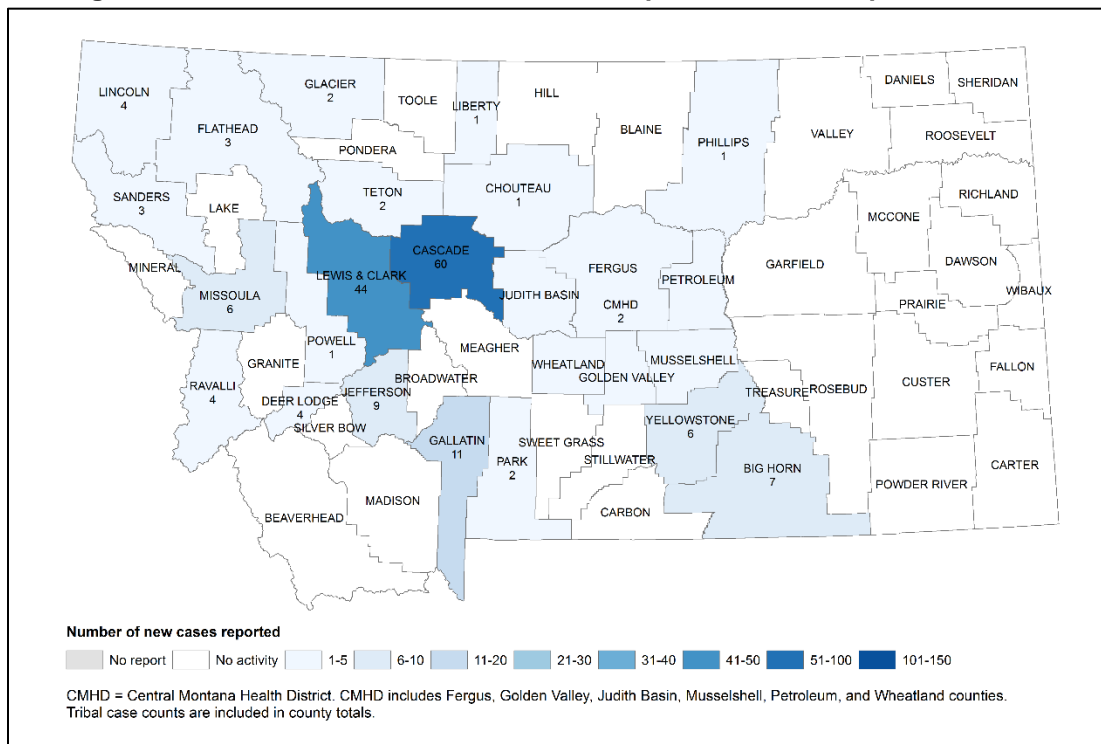 DANIELS
SHERIDAN
GLACIER
2
LINCOLN
4
TOOLE
LIBERTY
1
HILL
BLAINE
PHILLIPS
1
VALLEY
ROOSEVELT
FLATHEAD
3
PONDERA
SANDERS
3
LAKE
TETON
2
CHOUTEAU
1
RICHLAND
MCCONE
MINERAL
MISSOULA
6
LEWIS & CLARK
44
CASCADE
60
JUDITH BASIN
FERGUS
CMHD
2
PETROLEUM
GARFIELD
DAWSON
PRAIRIE
WIBAUX
POWELL
1
GRANITE
RAVALLI
4
DEER LODGE
4
SILVER BOW
JEFFERSON
9
BROADWATER
MEAGHER
WHEATLAND
GOLDEN VALLEY
MUSSELSHELL
TREASURE
ROSEBUD
CUSTER
FALLON
GALLATIN
11
PARK
2
SWEET GRASS
STILLWATER
YELLOWSTONE
6
BIG HORN
7
POWDER RIVER
CARTER
BEAVERHEAD
MADISON
CARBON
Number of new cases reported
No report No activity 1-5 6-10 11-20 21-30 31-40 41-50 51-100 101-150
CMHD = Central Montana Health District. CMHD includes Fergus, Golden Valley, Judith Basin, Musselshell, Petroleum, and Wheatland counties.
Tribal case counts are included in county totals.